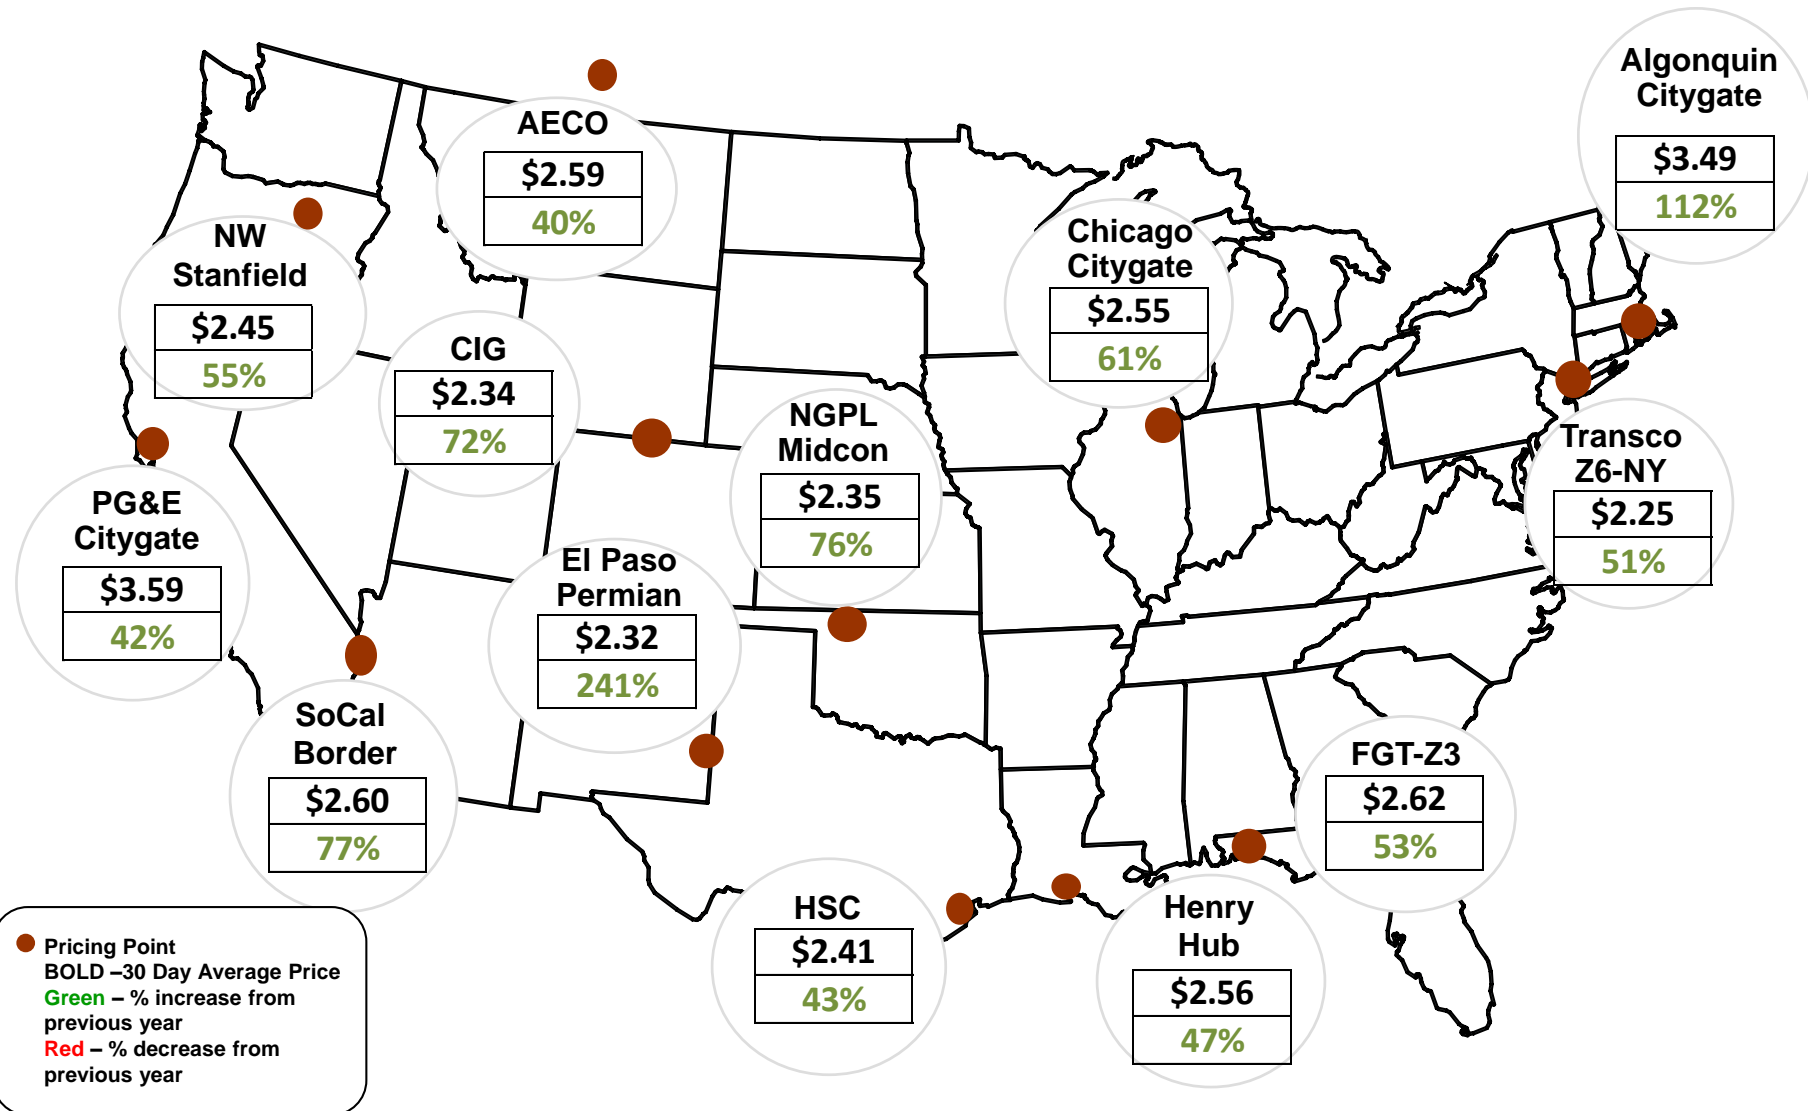 Algonquin
Citygate
$3.49
112%
AECO
$2.59
40%
NW
Stanfield
$2.45
55%
Chicago
Citygate
$2.55
61%
CIG
$2.34
72%
NGPL
Midcon
$2.35
76%
Transco
Z6-NY
$2.25
51%
PG&E
Citygate
$3.59
42%
El Paso
Permian
$2.32
241%
SoCal
Border
$2.60
77%
FGT-Z3
$2.62
53%
HSC
$2.41
43%
Henry
Hub
$2.56
47%
Pricing Point
BOLD –30 Day Average Price
Green – % increase from
previous year
Red – % decrease from
previous year